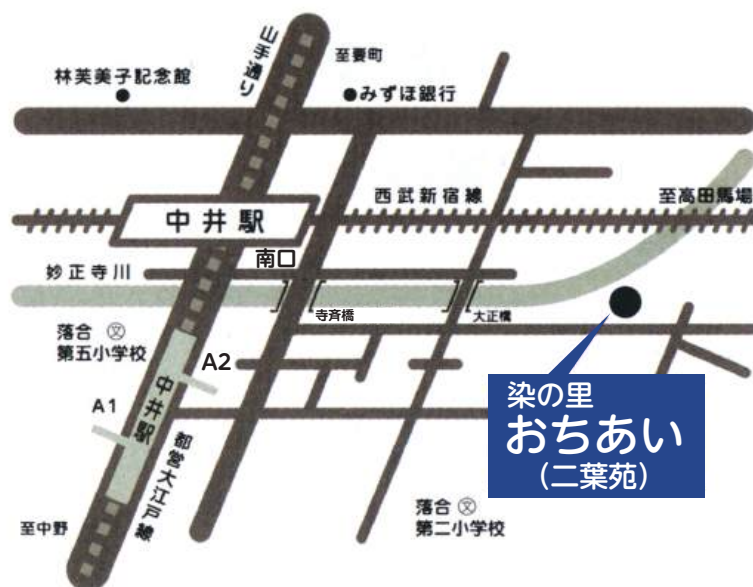 山手通り
至要町
林芙美子記念館
みずほ銀行
西武新宿線
至高田馬場
中井駅
南口
妙正寺川
寺斉橋
大正橋
落合 文
第五小学校
A2
A1
中井駅
都営大江戸線
染の里
おちあい
(二葉苑)
至中野
落合 文
第二小学校